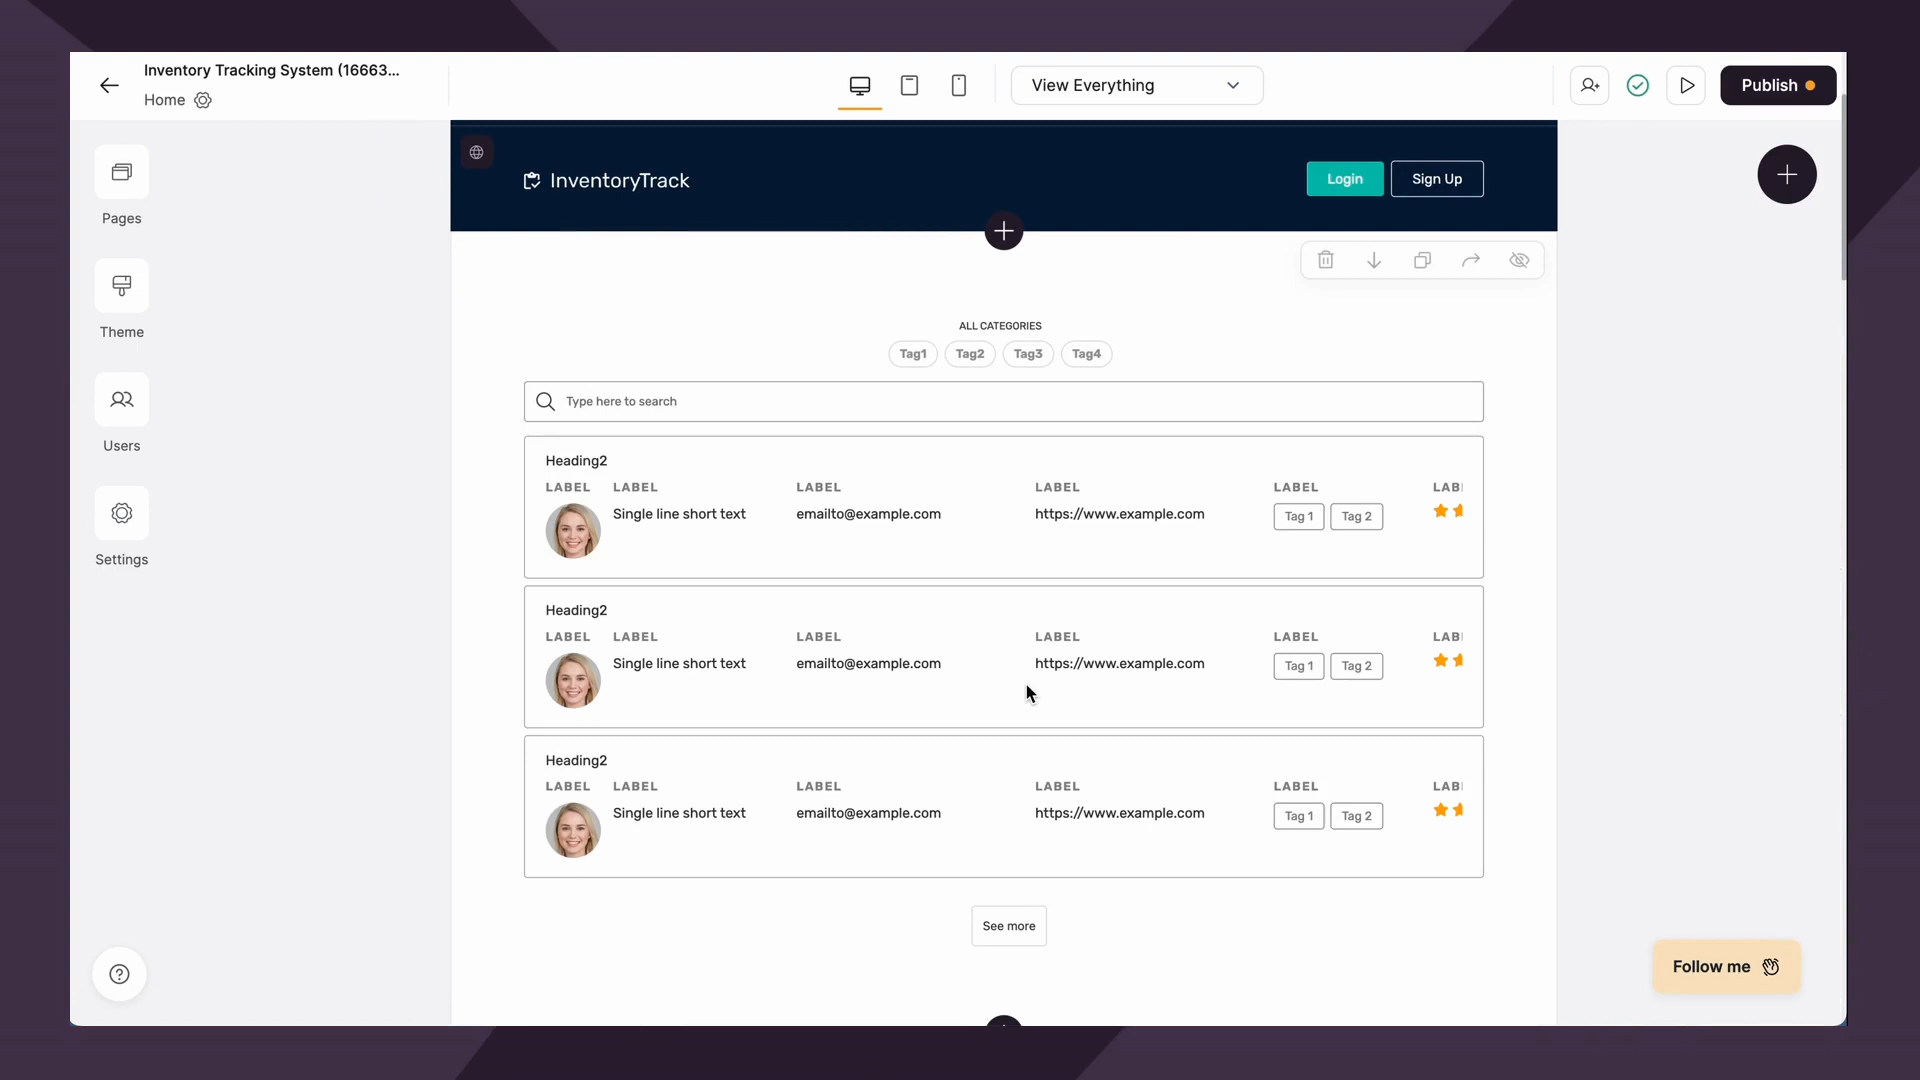 Inventory Tracking System (16663...
Home
View Everything
Publish
Pages
Theme
Users
Settings
InventoryTrack
Login
Sign Up
ALL CATEGORIES
Tag1 Tag2 Tag3 Tag4
Type here to search
Heading2
LABEL LABEL LABEL LABEL LABEL LAB
Single line short text emailto@example.com https://www.example.com Tag 1 Tag 2
Heading2
LABEL LABEL LABEL LABEL LABEL LAB
Single line short text emailto@example.com https://www.example.com Tag 1 Tag 2
Heading2
LABEL LABEL LABEL LABEL LABEL LAB
Single line short text emailto@example.com https://www.example.com Tag 1 Tag 2
See more
Follow me